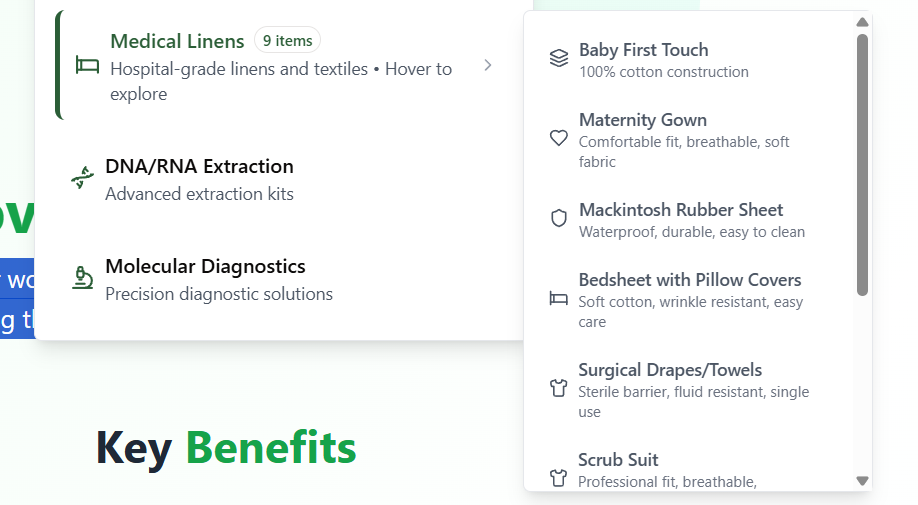 Medical Linens
9 items
Hospital-grade linens and textiles • Hover to
explore
DNA/RNA Extraction
Advanced extraction kits
Molecular Diagnostics
Precision diagnostic solutions
Baby First Touch
100% cotton construction
Maternity Gown
Comfortable fit, breathable, soft
fabric
Mackintosh Rubber Sheet
Waterproof, durable, easy to clean
Bedsheet with Pillow Covers
Soft cotton, wrinkle resistant, easy
care
Surgical Drapes/Towels
Sterile barrier, fluid resistant, single
use
Scrub Suit
Professional fit, breathable,
Key Benefits